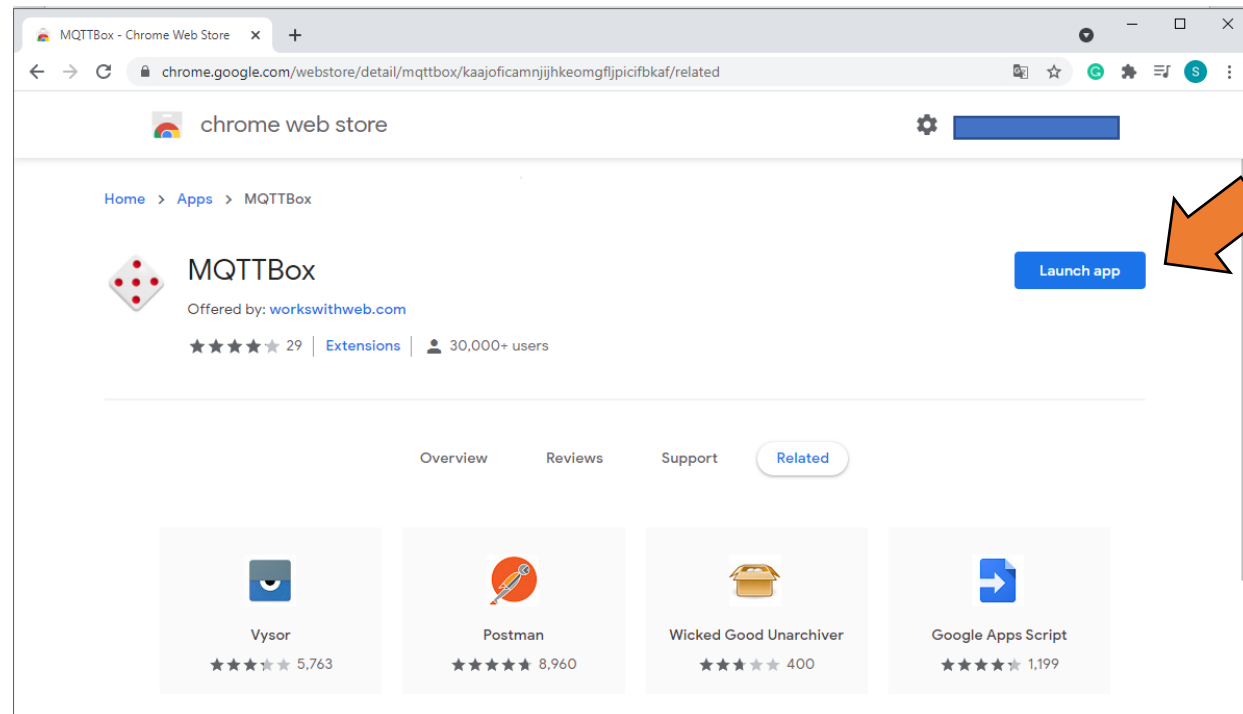 MQTTBox - Chrome Web Store
chrome.google.com/webstore/detail/mqttbox/kaajoficamnjijhkeomgfljpicifbkaf/related
G
S
chrome web store
Home > Apps > MQTTBox
MQTTBox
Launch app
Offered by: workswithweb.com
29 | Extensions | 30,000+ users
Overview Reviews Support Related
Vysor Postman Wicked Good Unarchiver Google Apps Script
5,763 8,960 400 1,199